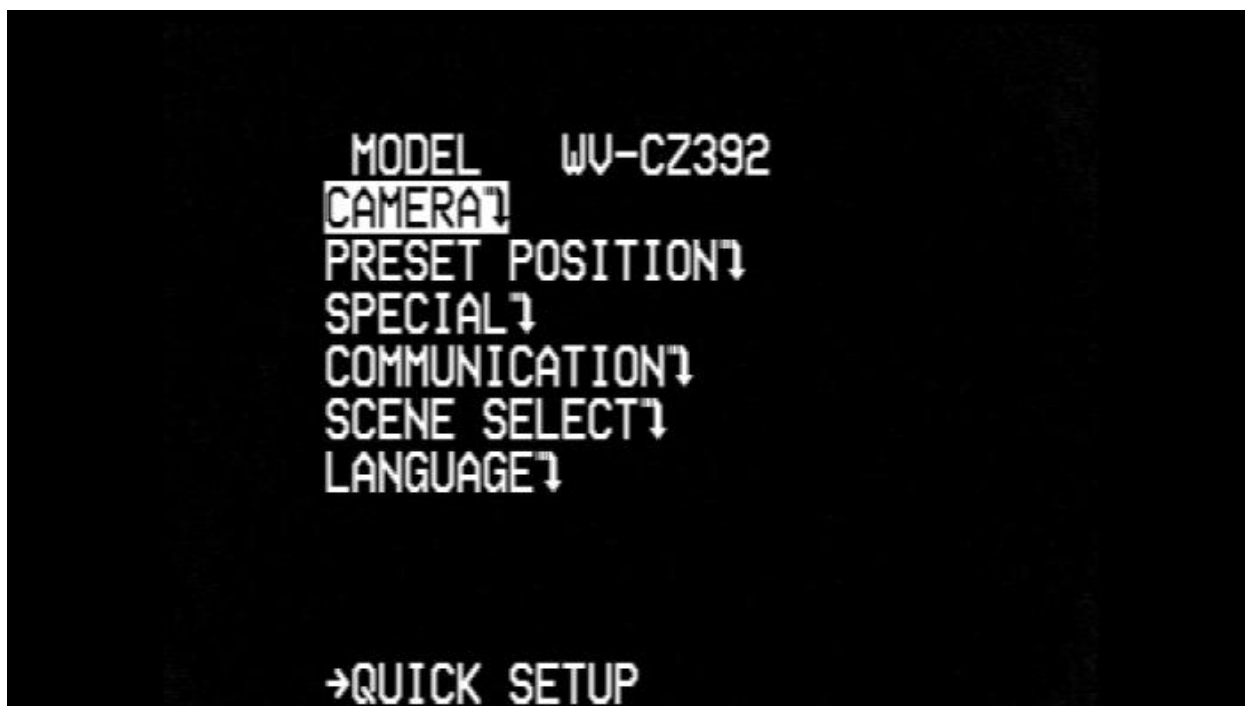 MODEL WV-CZ392
CAMERA⤵
PRESET POSITION⤵
SPECIAL⤵
COMMUNICATION⤵
SCENE SELECT⤵
LANGUAGE⤵
→QUICK SETUP